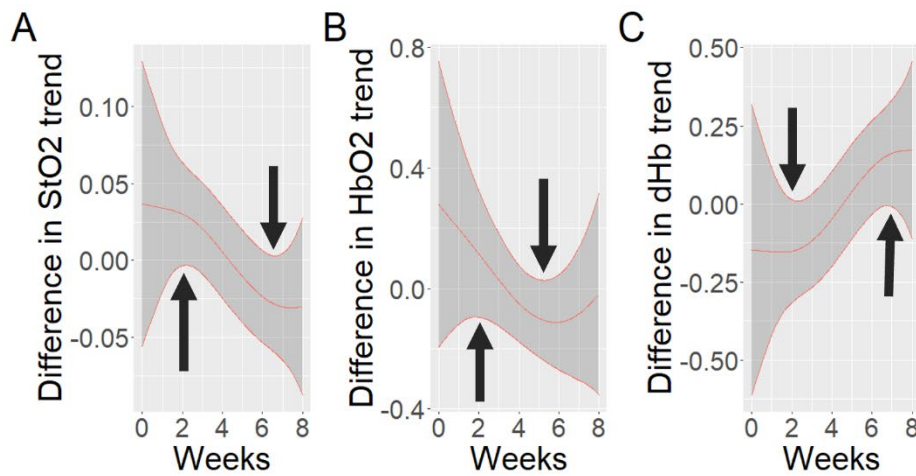 A
Difference in StO2 trend
0.10
0.05
0.00
-0.05
0 2 4 6 8
Weeks
B
Difference in HbO2 trend
0.8
0.4
0.0
-0.4
0 2 4 6 8
Weeks
C
Difference in dHb trend
0.50
0.25
0.00
-0.25
-0.50
0 2 4 6 8
Weeks